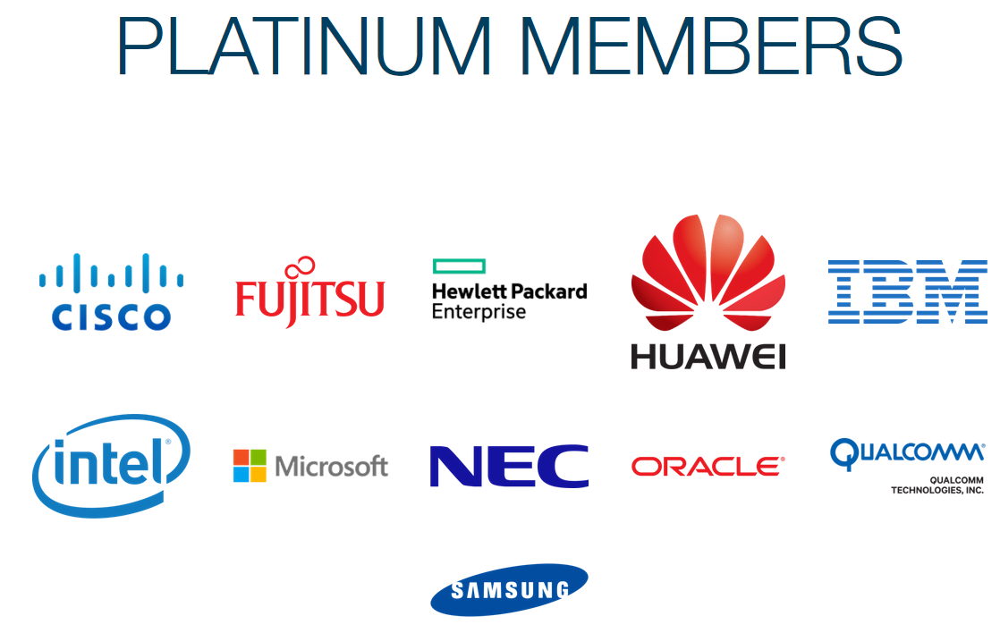 PLATINUM MEMBERS
CISCO
FUJITSU
Hewlett Packard
Enterprise
HUAWEI
IBM
intel®
Microsoft
NEC
ORACLE®
QUALCOMM®
QUALCOMM
TECHNOLOGIES, INC.
SAMSUNG